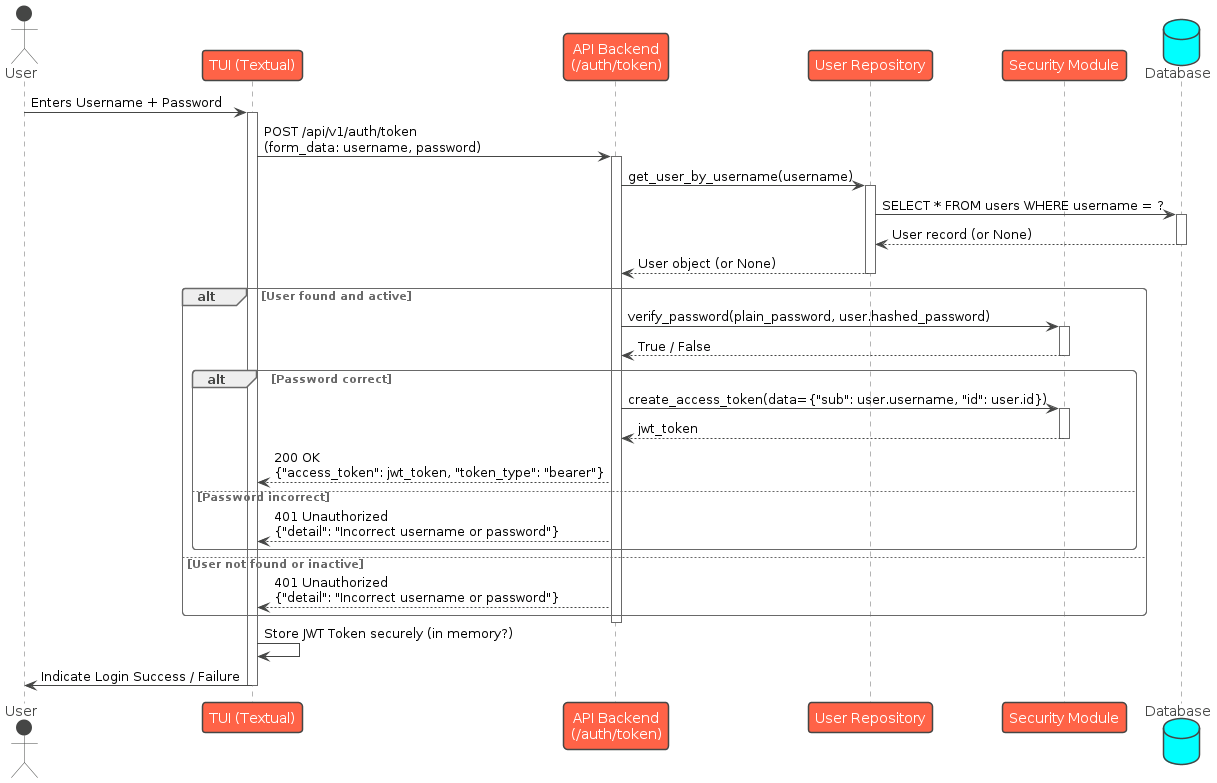 User
TUI (Textual)
API Backend
(/auth/token)
User Repository
Security Module
Database
Enters Username + Password
POST /api/v1/auth/token
(form_data: username, password)
get_user_by_username(username)
SELECT * FROM users WHERE username = ?
User record (or None)
User object (or None)
alt [User found and active]
verify_password(plain_password, user.hashed_password)
True / False
alt [Password correct]
create_access_token(data={"sub": user.username, "id": user.id})
jwt_token
200 OK
{"access_token": jwt_token, "token_type": "bearer"}
[Password incorrect]
401 Unauthorized
{"detail": "Incorrect username or password"}
[User not found or inactive]
401 Unauthorized
{"detail": "Incorrect username or password"}
Store JWT Token securely (in memory?)
Indicate Login Success / Failure
User
TUI (Textual)
API Backend
(/auth/token)
User Repository
Security Module
Database